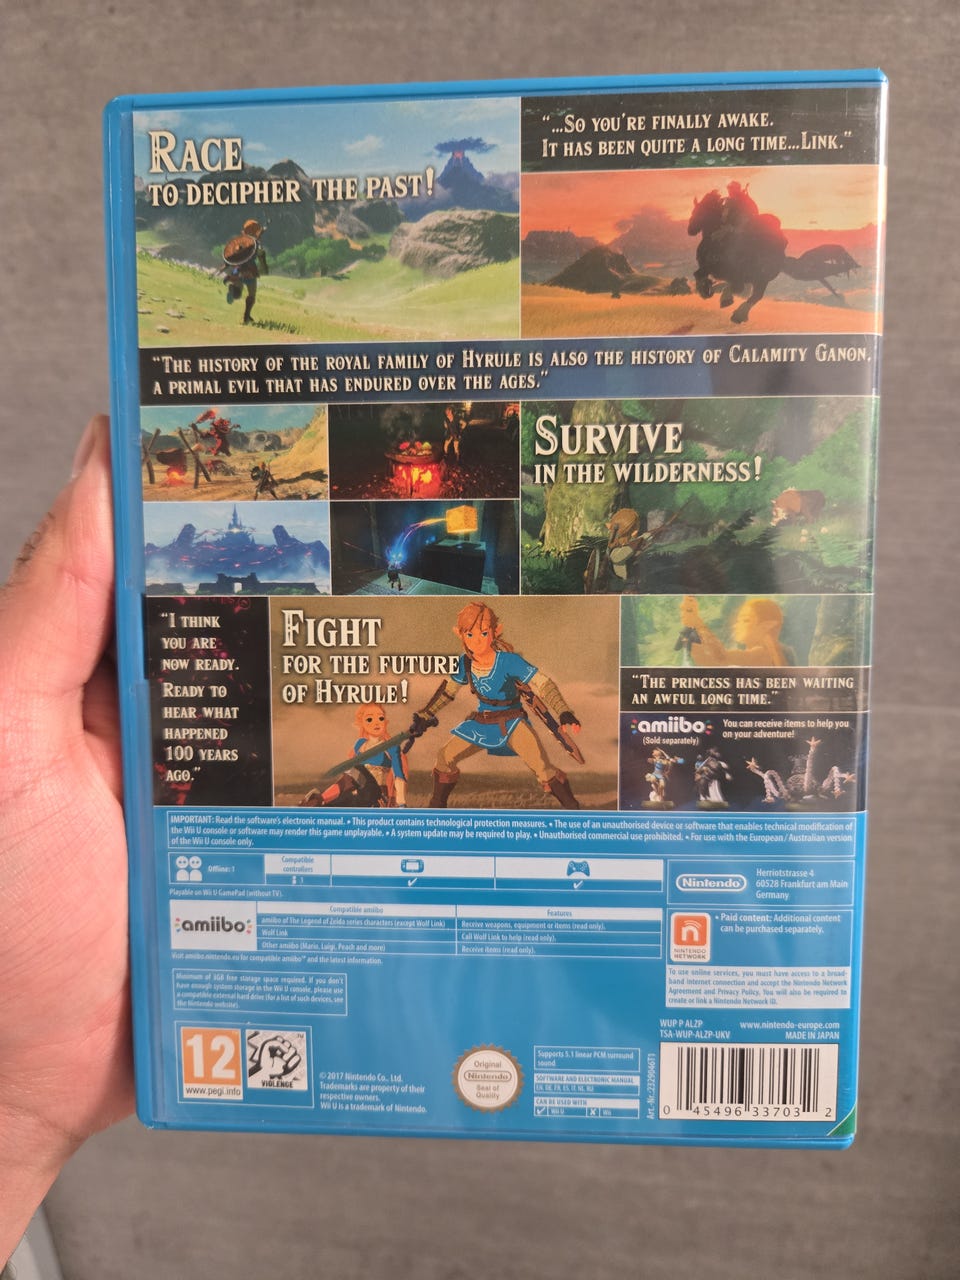 RACE
TO DECIPHER THE PAST!
"...SO YOU'RE FINALLY AWAKE.
IT HAS BEEN QUITE A LONG TIME...LINK."
"THE HISTORY OF THE ROYAL FAMILY OF HYRULE IS ALSO THE HISTORY OF CALAMITY GANON,
A PRIMAL EVIL THAT HAS ENDURED OVER THE AGES."
SURVIVE
IN THE WILDERNESS!
"I THINK
YOU ARE
NOW READY.
READY TO
HEAR WHAT
HAPPENED
100 YEARS
AGO."
FIGHT
FOR THE FUTURE
OF HYRULE!
"THE PRINCESS HAS BEEN WAITING
AN AWFUL LONG TIME."
amiibo
(Sold separately)
You can receive items to help you
on your adventure!
IMPORTANT: Read the software's electronic manual. • This product contains technological protection measures. • The use of an unauthorised device or software that enables technical modification of
the Wii U console or software may render this game unplayable. • A system update may be required to play. • Unauthorised commercial use prohibited. • For use with the European / Australian version
of the Wii U console only.
Offline: 1
Compatible
controllers
1
Playable on Wii U GamePad (without TV).
Nintendo
Herriotstrasse 4
60528 Frankfurt am Main
Germany
amiibo
Compatible amiibo
Features
amiibo of The Legend of Zelda series characters (except Wolf Link)
Receive weapons, equipment or items (read only).
Wolf Link
Call Wolf Link to help (read only).
Other amiibo (Mario, Luigi, Peach and more)
Receive items (read only).
Visit amiibo.nintendo.eu for compatible amiibo™ and the latest information.
n
NINTENDO
NETWORK
• Paid content: Additional content
can be purchased separately.
To use online services, you must have access to a broad-
band internet connection and accept the Nintendo Network
Agreement and Privacy Policy. You will also be required to
create or link a Nintendo Network ID.
Minimum of 3GB free storage space required. If you don't
have enough system storage in the Wii U console, please use
a compatible external hard drive (for a list of such devices, see
the Nintendo website).
12
www.pegi.info
VIOLENCE
TM
©2017 Nintendo Co., Ltd.
Trademarks are property of their
respective owners.
Wii U is a trademark of Nintendo.
Original
Nintendo
Seal of
Quality
Supports 5.1 linear PCM surround
sound
SOFTWARE AND ELECTRONIC MANUAL
EN, DE, FR, ES, IT, NL, RU
CAN BE USED WITH
✓ Wii U
✗ Wii
Art.-Nr. 2329046T1
WUP P ALZP
TSA-WUP-ALZP-UKV
www.nintendo-europe.com
MADE IN JAPAN
0 45496 33703 2